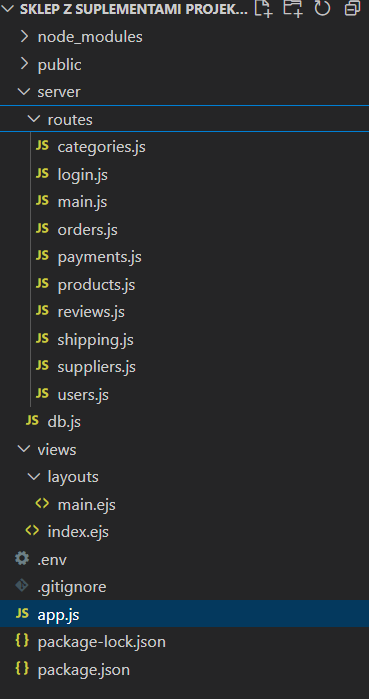 SKLEP Z SUPLEMENTAMI PROJEK...
node_modules
public
server
routes
JS categories.js
JS login.js
JS main.js
JS orders.js
JS payments.js
JS products.js
JS reviews.js
JS shipping.js
JS suppliers.js
JS users.js
JS db.js
views
layouts
<> main.ejs
<> index.ejs
.env
.gitignore
JS app.js
{} package-lock.json
{} package.json